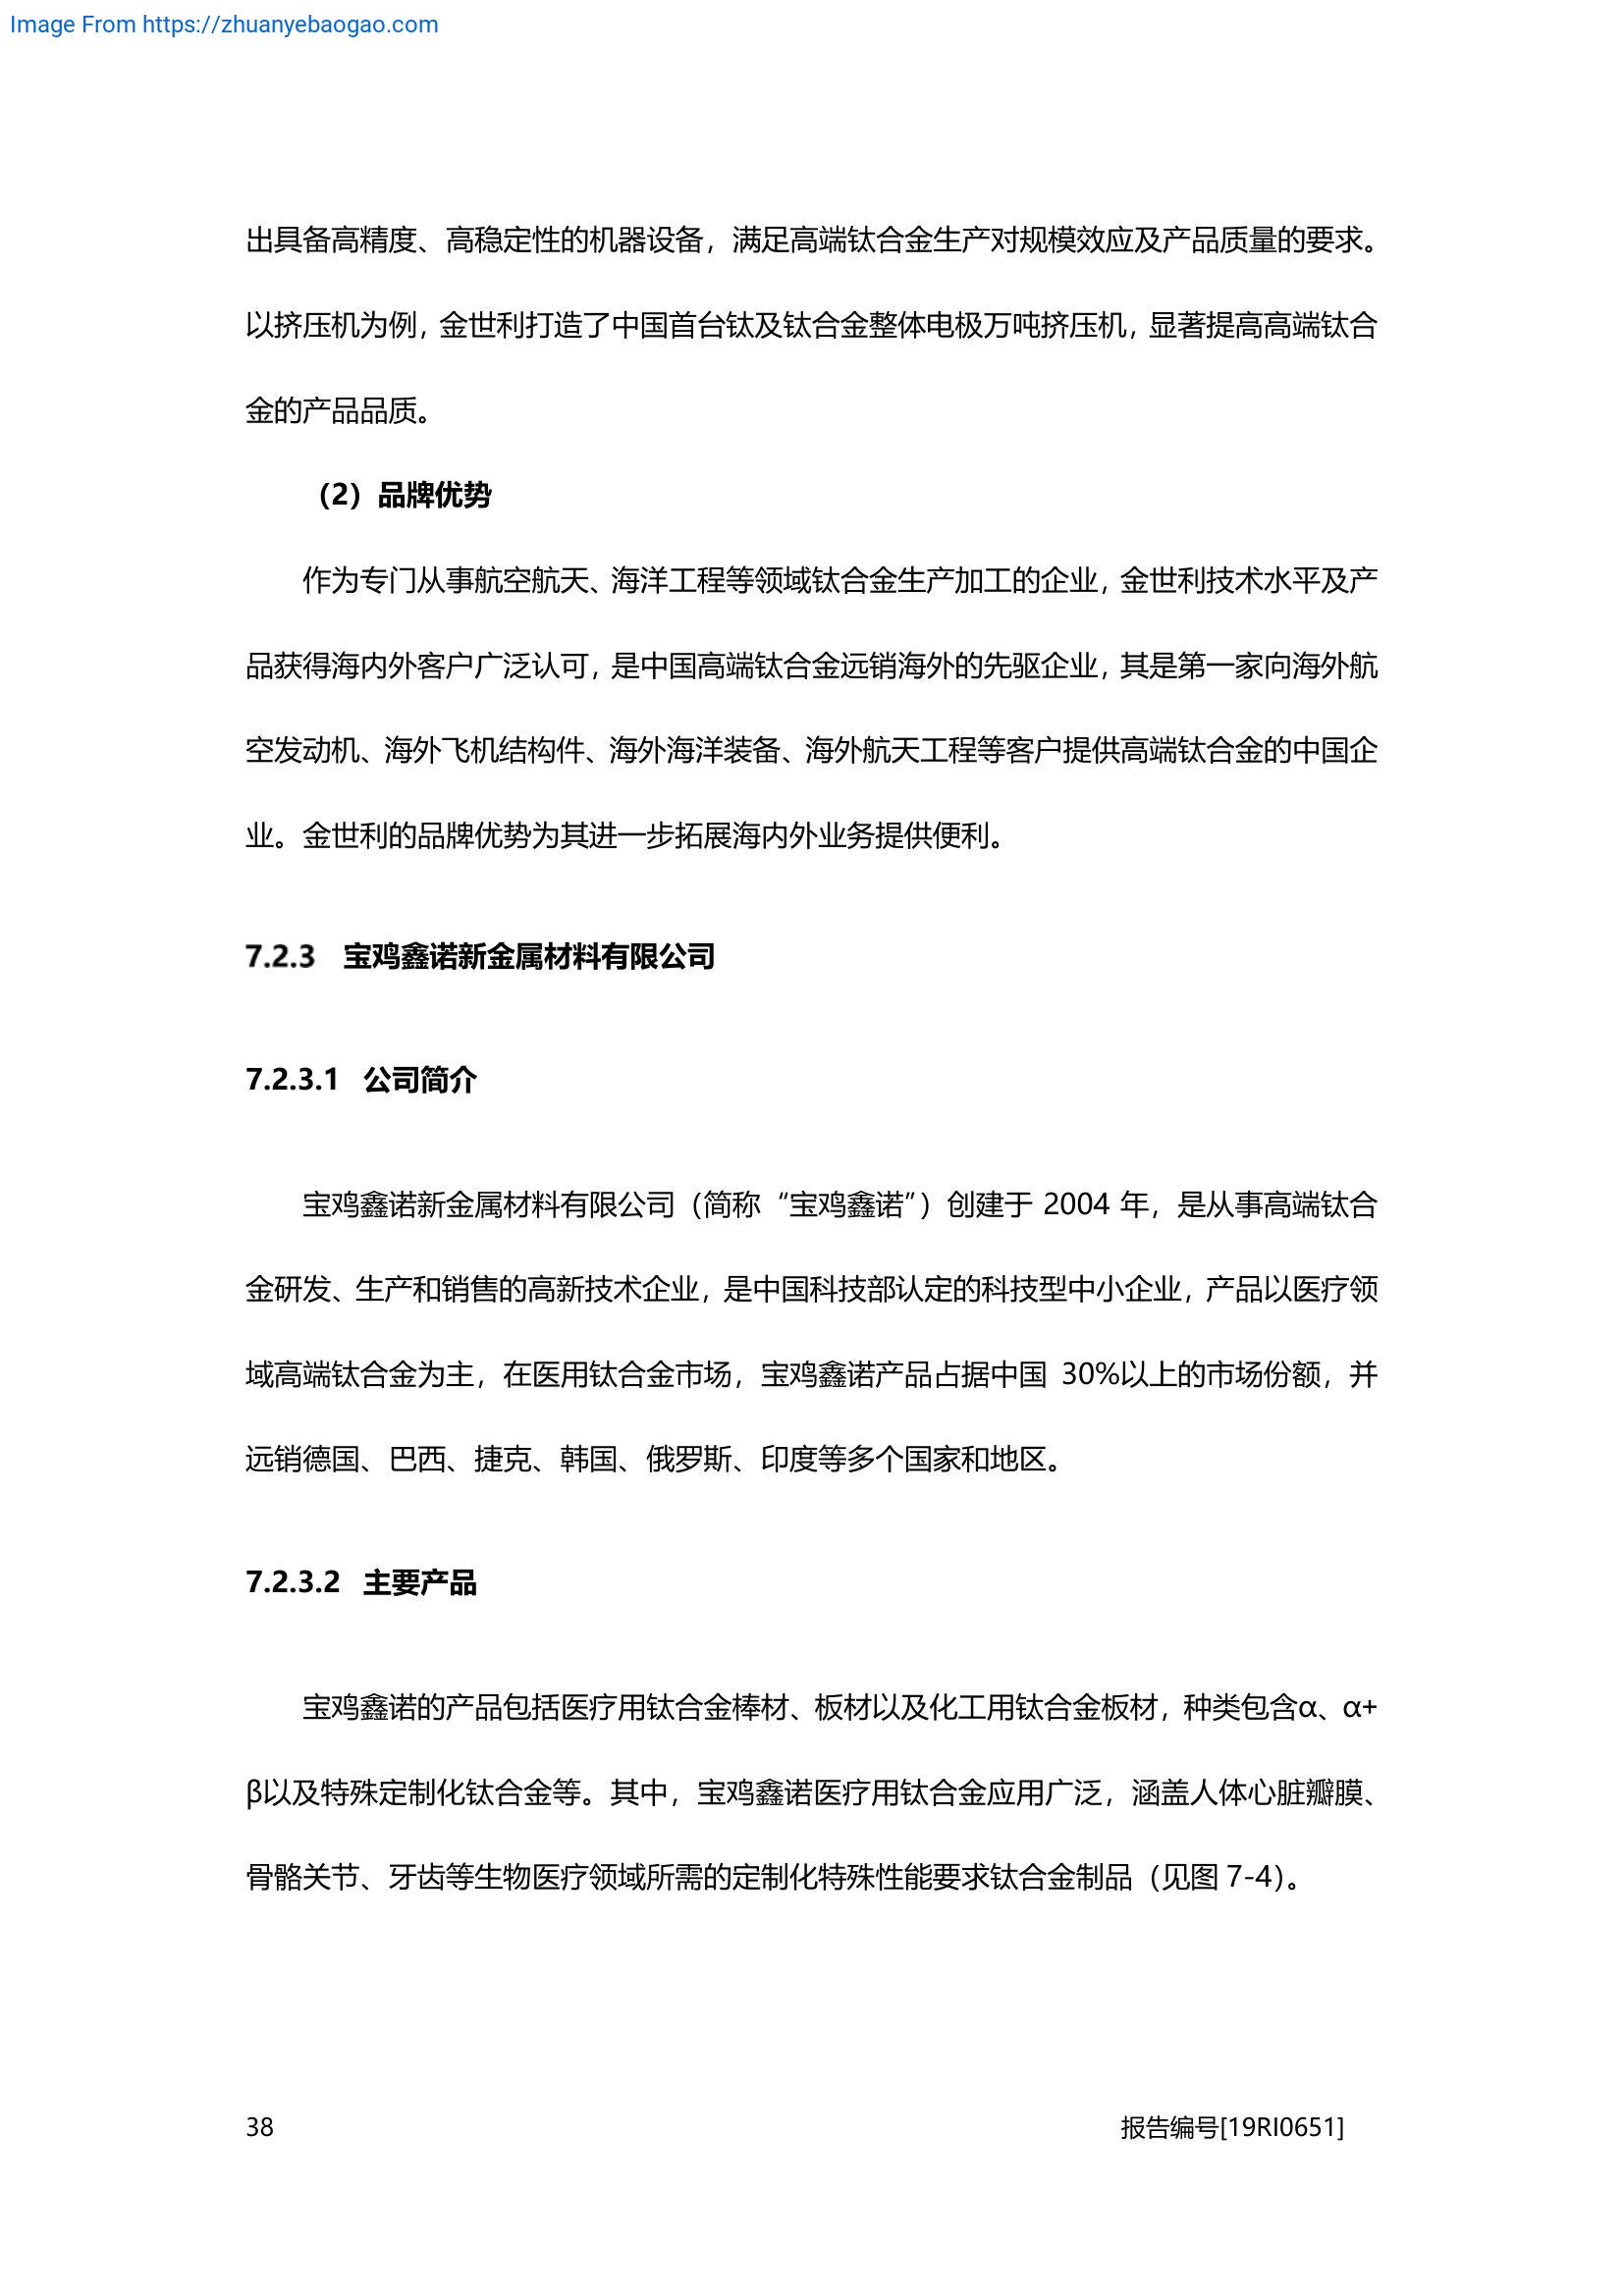 Image From https://zhuanyebaogao.com
出具备高精度、高稳定性的机器设备，满足高端钛合金生产对规模效应及产品质量的要求。
以挤压机为例，金世利打造了中国首台钛及钛合金整体电极万吨挤压机，显著提高高端钛合
金的产品品质。
（2）品牌优势
作为专门从事航空航天、海洋工程等领域钛合金生产加工的企业，金世利技术水平及产
品获得海内外客户广泛认可，是中国高端钛合金远销海外的先驱企业，其是第一家向海外航
空发动机、海外飞机结构件、海外海洋装备、海外航天工程等客户提供高端钛合金的中国企
业。金世利的品牌优势为其进一步拓展海内外业务提供便利。
7.2.3 宝鸡鑫诺新金属材料有限公司
7.2.3.1 公司简介
宝鸡鑫诺新金属材料有限公司（简称“宝鸡鑫诺”）创建于 2004 年，是从事高端钛合
金研发、生产和销售的高新技术企业，是中国科技部认定的科技型中小企业，产品以医疗领
域高端钛合金为主，在医用钛合金市场，宝鸡鑫诺产品占据中国 30%以上的市场份额，并
远销德国、巴西、捷克、韩国、俄罗斯、印度等多个国家和地区。
7.2.3.2 主要产品
宝鸡鑫诺的产品包括医疗用钛合金棒材、板材以及化工用钛合金板材，种类包含α、α+
β以及特殊定制化钛合金等。其中，宝鸡鑫诺医疗用钛合金应用广泛，涵盖人体心脏瓣膜、
骨骼关节、牙齿等生物医疗领域所需的定制化特殊性能要求钛合金制品（见图 7-4）。
38 报告编号[19RI0651]